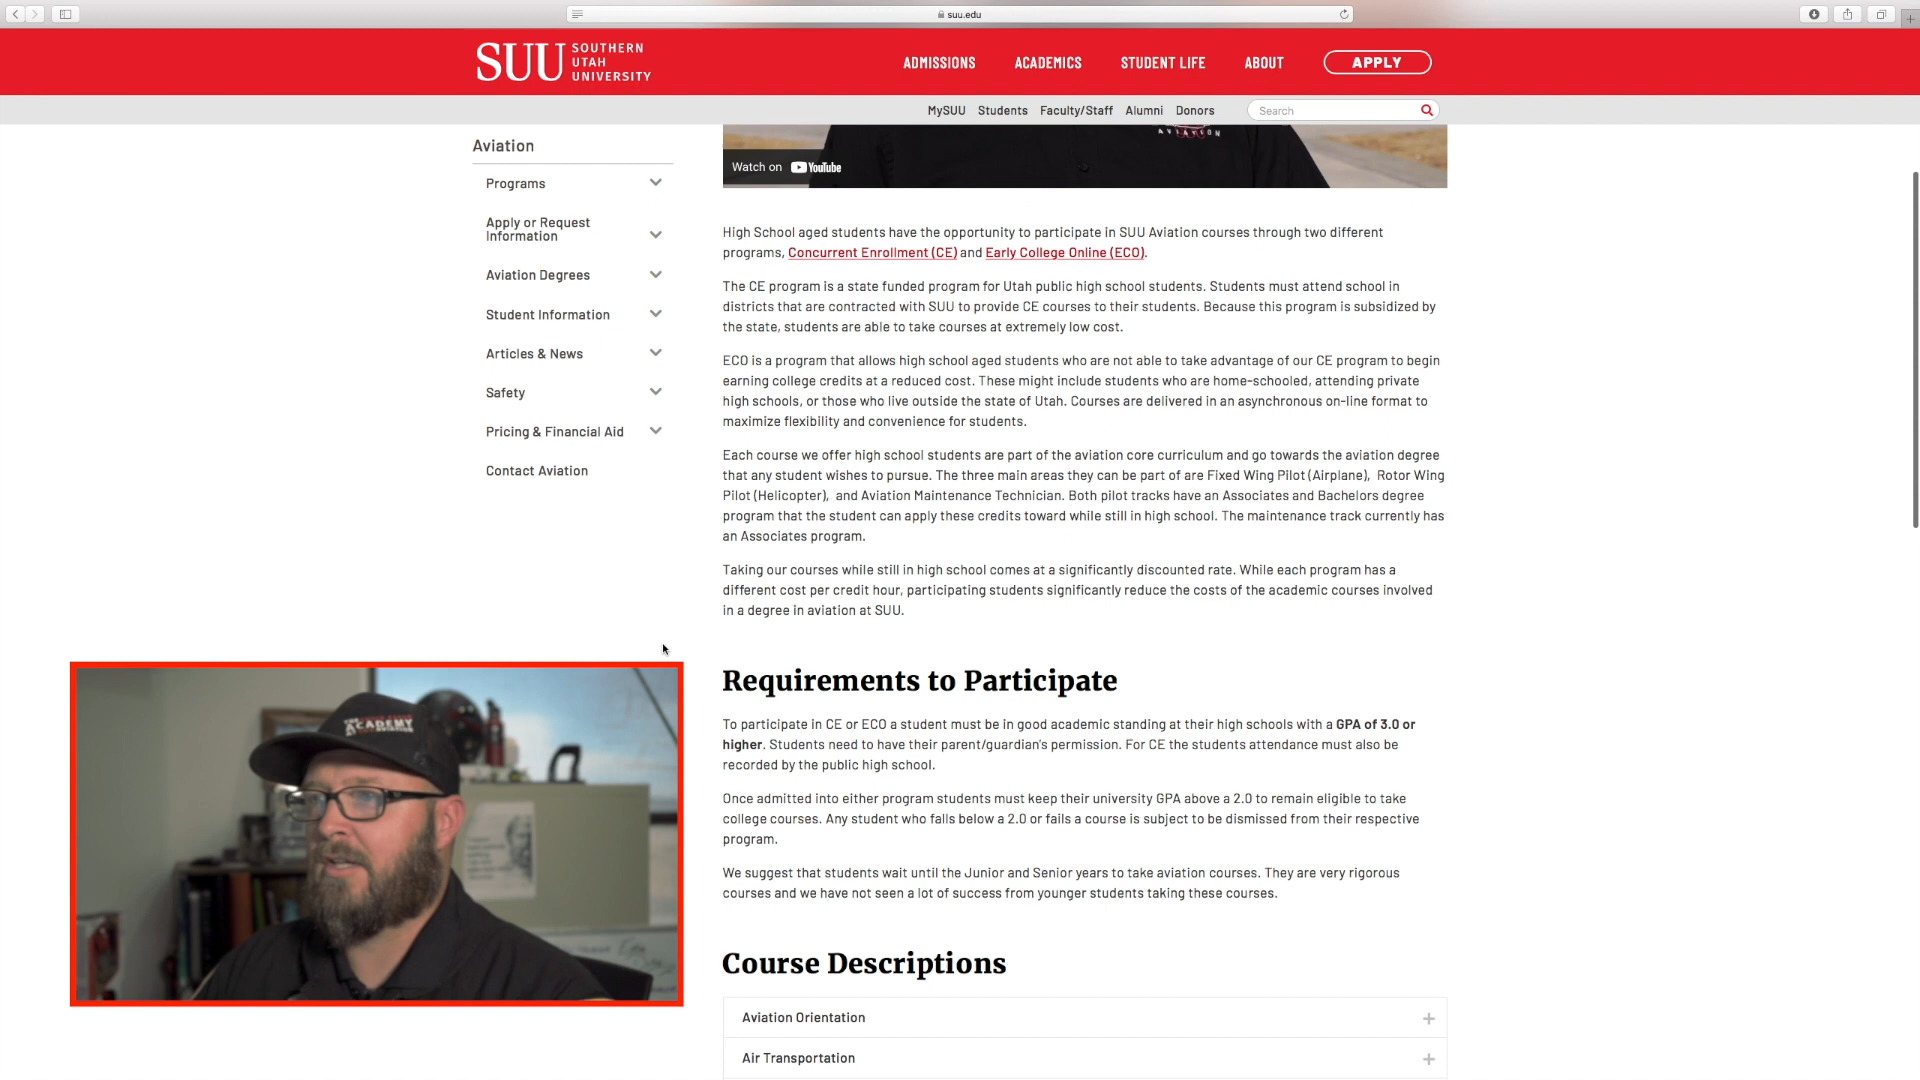 suu.edu
SUU SOUTHERN
UTAH
UNIVERSITY
ADMISSIONS ACADEMICS STUDENT LIFE ABOUT APPLY
MySUU Students Faculty/Staff Alumni Donors Search
Aviation
Programs
Apply or Request
Information
Aviation Degrees
Student Information
Articles & News
Safety
Pricing & Financial Aid
Contact Aviation
AVIATION
Watch on YouTube
High School aged students have the opportunity to participate in SUU Aviation courses through two different
programs, Concurrent Enrollment (CE) and Early College Online (ECO).
The CE program is a state funded program for Utah public high school students. Students must attend school in
districts that are contracted with SUU to provide CE courses to their students. Because this program is subsidized by
the state, students are able to take courses at extremely low cost.
ECO is a program that allows high school aged students who are not able to take advantage of our CE program to begin
earning college credits at a reduced cost. These might include students who are home-schooled, attending private
high schools, or those who live outside the state of Utah. Courses are delivered in an asynchronous on-line format to
maximize flexibility and convenience for students.
Each course we offer high school students are part of the aviation core curriculum and go towards the aviation degree
that any student wishes to pursue. The three main areas they can be part of are Fixed Wing Pilot (Airplane), Rotor Wing
Pilot (Helicopter), and Aviation Maintenance Technician. Both pilot tracks have an Associates and Bachelors degree
program that the student can apply these credits toward while still in high school. The maintenance track currently has
an Associates program.
Taking our courses while still in high school comes at a significantly discounted rate. While each program has a
different cost per credit hour, participating students significantly reduce the costs of the academic courses involved
in a degree in aviation at SUU.
Requirements to Participate
To participate in CE or ECO a student must be in good academic standing at their high schools with a GPA of 3.0 or
higher. Students need to have their parent/guardian's permission. For CE the students attendance must also be
recorded by the public high school.
Once admitted into either program students must keep their university GPA above a 2.0 to remain eligible to take
college courses. Any student who falls below a 2.0 or fails a course is subject to be dismissed from their respective
program.
We suggest that students wait until the Junior and Senior years to take aviation courses. They are very rigorous
courses and we have not seen a lot of success from younger students taking these courses.
Course Descriptions
Aviation Orientation
Air Transportation
ACADEMY